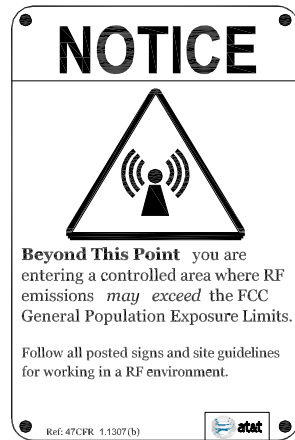 NOTICE
Beyond This Point you are
entering a controlled area where RF
emissions may exceed the FCC
General Population Exposure Limits.
Follow all posted signs and site guidelines
for working in a RF environment.
Ref: 47CFR 1.1307(b)
at&t